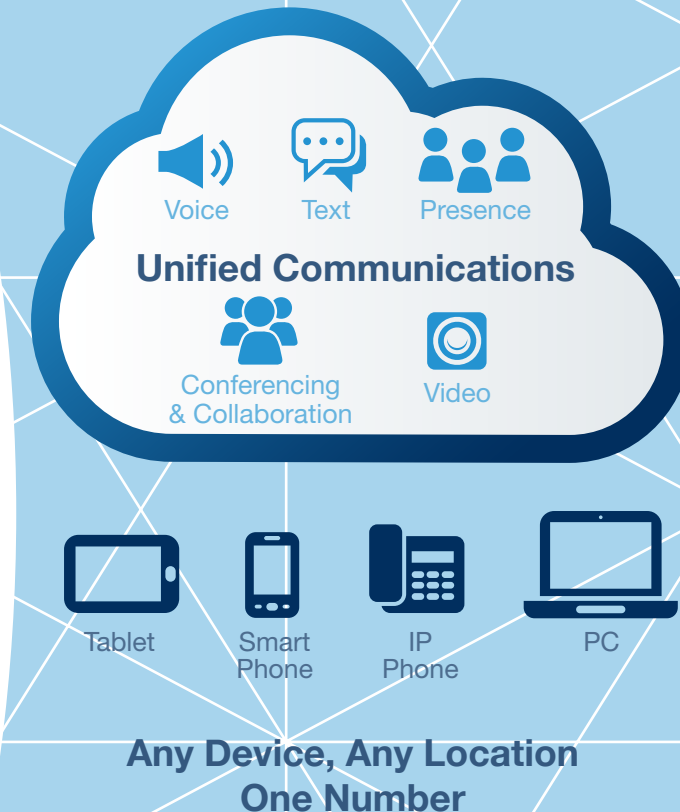 Voice
Text
Presence
Unified Communications
Conferencing
& Collaboration
Video
Tablet
Smart
Phone
IP
Phone
PC
Any Device, Any Location
One Number